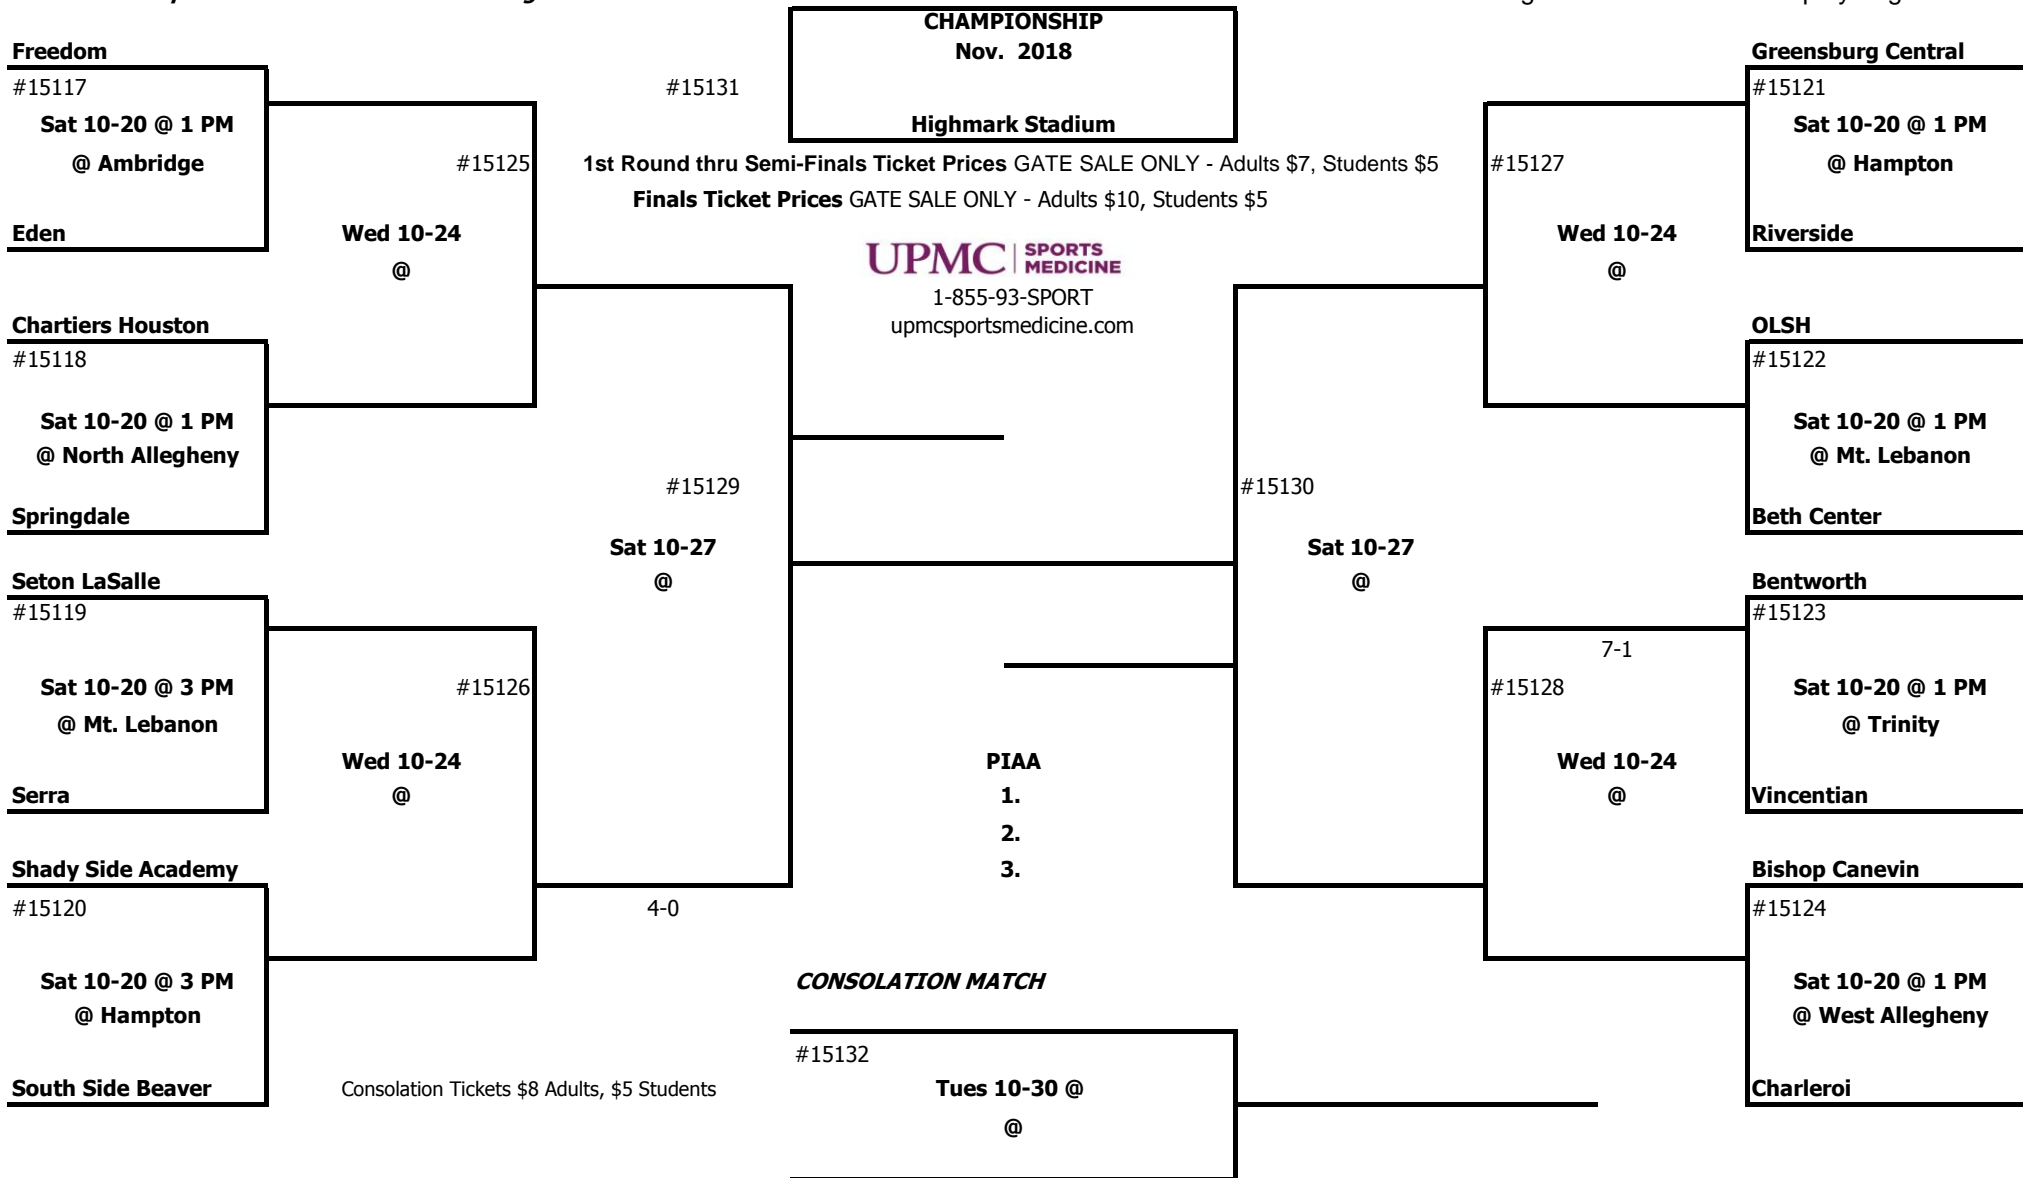 CHAMPIONSHIP
Nov. 2018
Highmark Stadium
#15131
1st Round thru Semi-Finals Ticket Prices GATE SALE ONLY - Adults $7, Students $5
Finals Ticket Prices GATE SALE ONLY - Adults $10, Students $5
UPMC | SPORTS MEDICINE
1-855-93-SPORT
upmcsportsmedicine.com
Freedom
#15117
Sat 10-20 @ 1 PM
@ Ambridge
Eden
Chartiers Houston
#15118
Sat 10-20 @ 1 PM
@ North Allegheny
Springdale
Seton LaSalle
#15119
Sat 10-20 @ 3 PM
@ Mt. Lebanon
Serra
Shady Side Academy
#15120
Sat 10-20 @ 3 PM
@ Hampton
South Side Beaver
#15125
Wed 10-24
@
#15126
Wed 10-24
@
#15129
Sat 10-27
@
4-0
Consolation Tickets $8 Adults, $5 Students
PIAA
1.
2.
3.
CONSOLATION MATCH
#15132
Tues 10-30 @
@
#15130
Sat 10-27
@
#15127
Wed 10-24
@
7-1
#15128
Wed 10-24
@
Greensburg Central
#15121
Sat 10-20 @ 1 PM
@ Hampton
Riverside
OLSH
#15122
Sat 10-20 @ 1 PM
@ Mt. Lebanon
Beth Center
Bentworth
#15123
Sat 10-20 @ 1 PM
@ Trinity
Vincentian
Bishop Canevin
#15124
Sat 10-20 @ 1 PM
@ West Allegheny
Charleroi